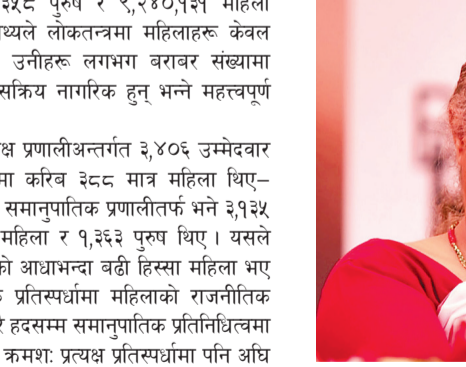 ३५८ पुरुष र ९,२४०,१३१ महिला
थ्यले लोकतन्त्रमा महिलाहरू केवल
उनीहरू लगभग बराबर संख्यामा
सक्रिय नागरिक हुन् भन्ने महत्त्वपूर्ण
क्ष प्रणालीअन्तर्गत ३,४०६ उम्मेदवार
मा करिब ३८८ मात्र महिला थिए–
समानुपातिक प्रणालीतर्फ भने ३,१३५
महिला र १,३६३ पुरुष थिए । यसले
को आधाभन्दा बढी हिस्सा महिला भए
प्रतिस्पर्धामा महिलाको राजनीतिक
रै हदसम्म समानुपातिक प्रतिनिधित्वमा
क्रमशः प्रत्यक्ष प्रतिस्पर्धामा पनि अघि